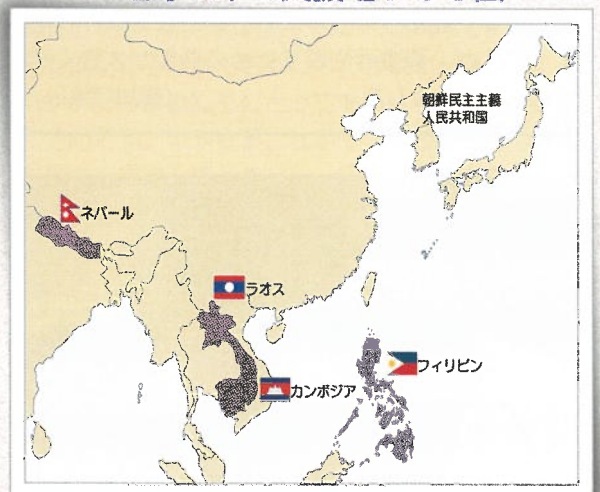 朝鮮民主主義
人民共和国
ネパール
ラオス
フィリピン
カンボジア